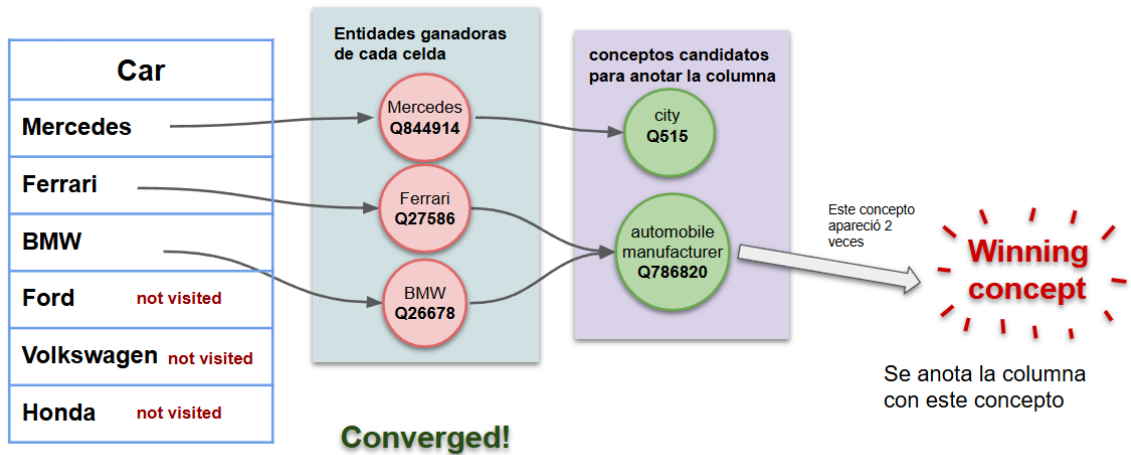 Car
Mercedes
Ferrari
BMW
Ford not visited
Volkswagen not visited
Honda not visited
Entidades ganadoras
de cada celda
Mercedes
Q844914
Ferrari
Q27586
BMW
Q26678
conceptos candidatos
para anotar la columna
city
Q515
automobile
manufacturer
Q786820
Este concepto
apareció 2
veces
Winning
concept
Se anota la columna
con este concepto
Converged!